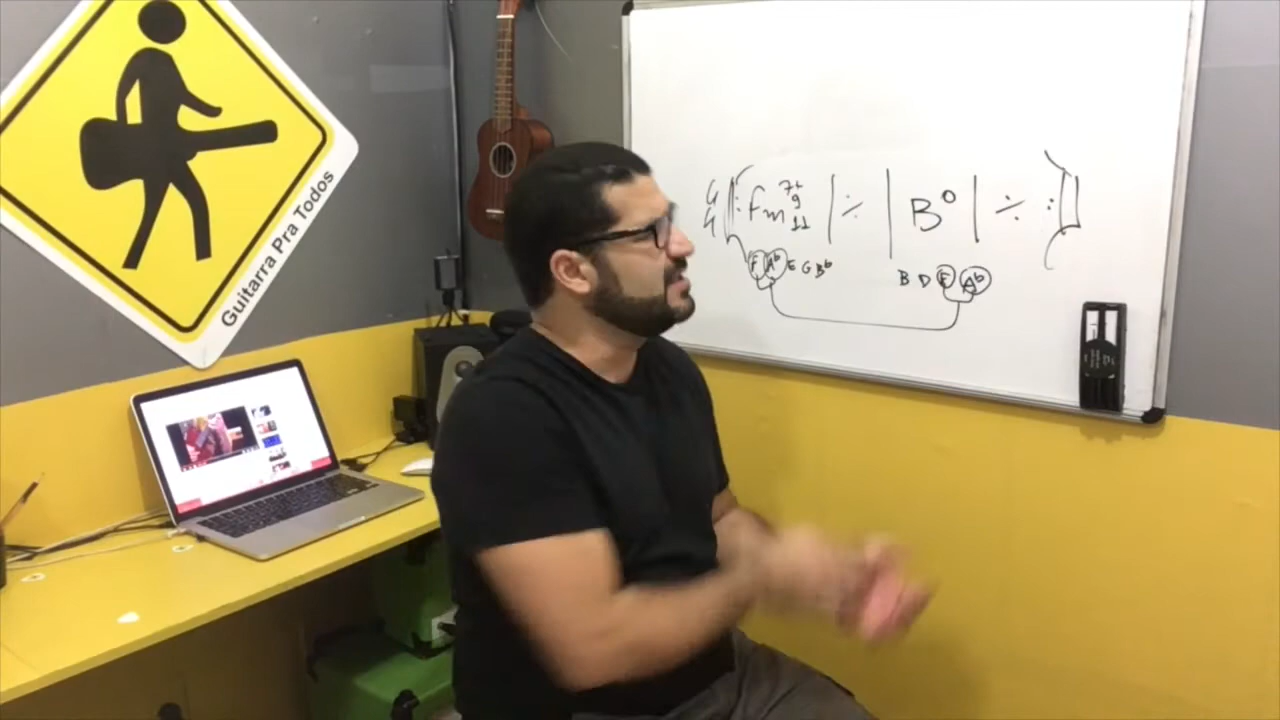 Guitarra Pra Todos
4/4 ||: Fm 7+ 9 11 | ٪ | B° | ٪ :||
F Ab E G Bb
B D F Ab